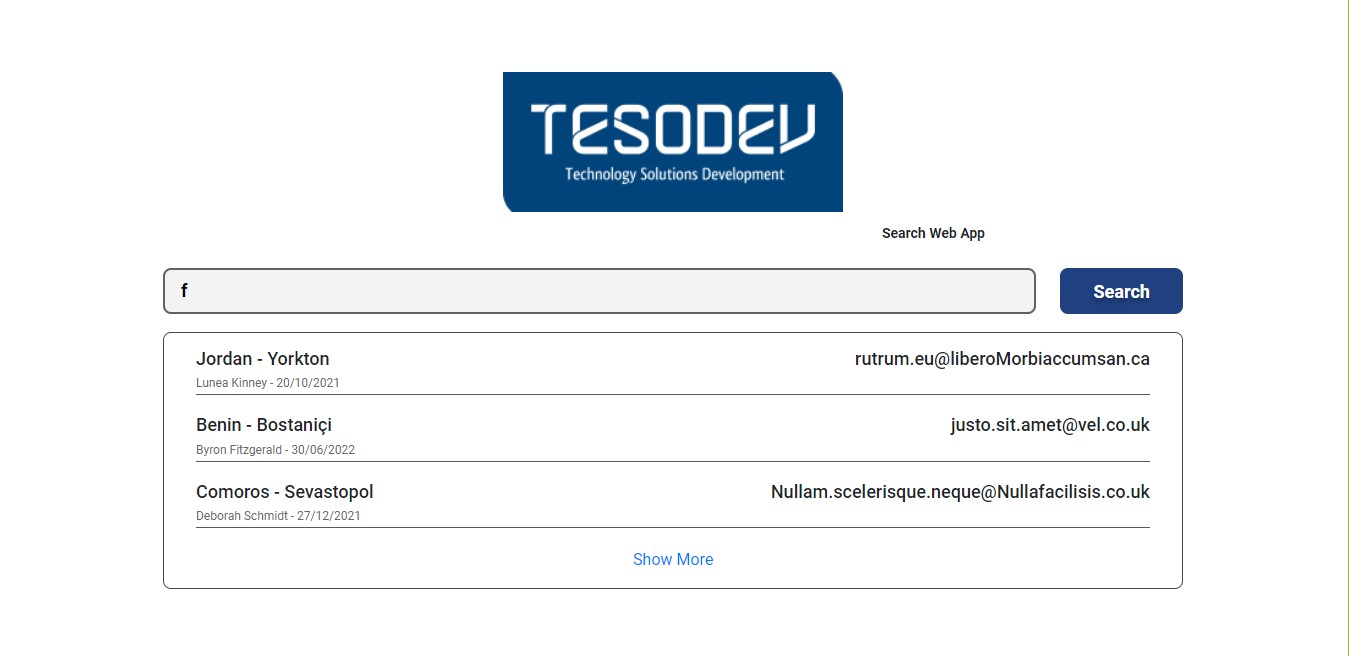 TESODEV
Technology Solutions Development
Search Web App
f
Search
Jordan - Yorkton
rutrum.eu@liberoMorbiaccumsan.ca
Lunea Kinney - 20/10/2021
Benin - Bostaniçi
justo.sit.amet@vel.co.uk
Byron Fitzgerald - 30/06/2022
Comoros - Sevastopol
Nullam.scelerisque.neque@Nullafacilisis.co.uk
Deborah Schmidt - 27/12/2021
Show More